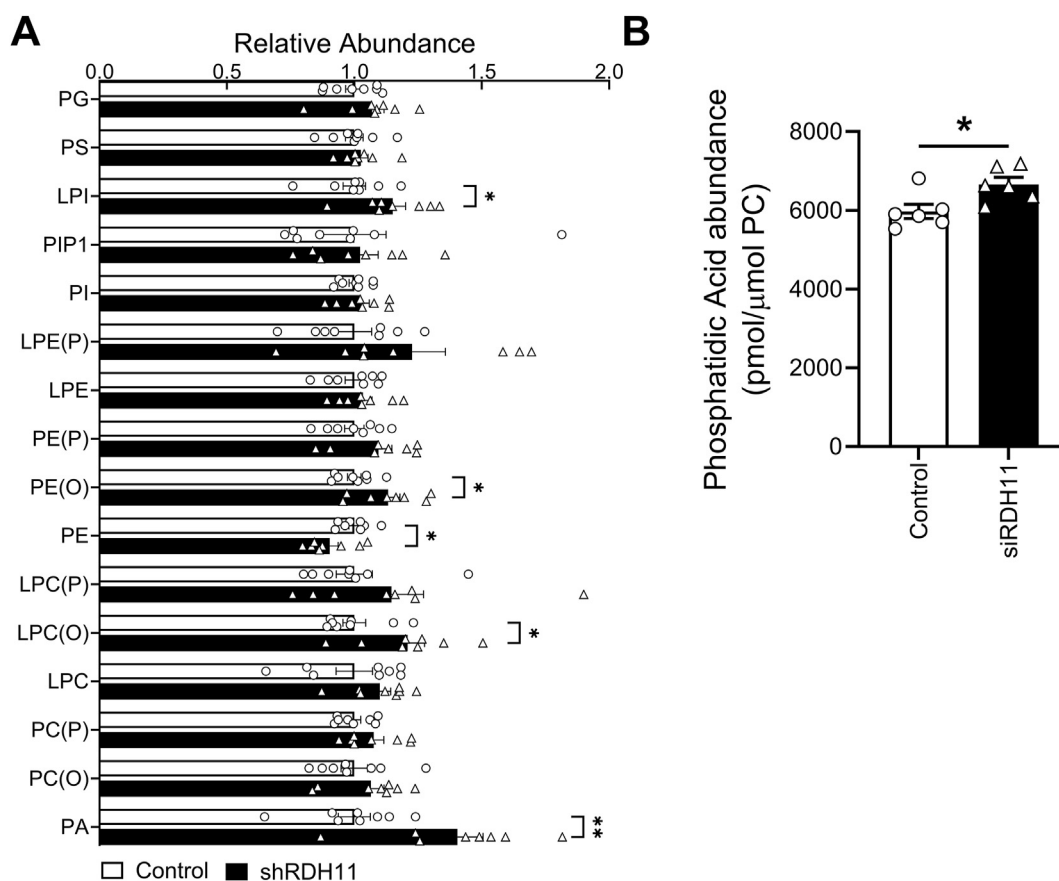 A
Relative Abundance
0.0 0.5 1.0 1.5 2.0
PG
PS
LPI *
PIP1
PI
LPE(P)
LPE
PE(P)
PE(O) *
PE *
LPC(P)
LPC(O) *
LPC
PC(P)
PC(O)
PA **
Control shRDH11
B
Phosphatidic Acid abundance
(pmol/µmol PC)
8000
6000
4000
2000
0
*
Control
siRDH11